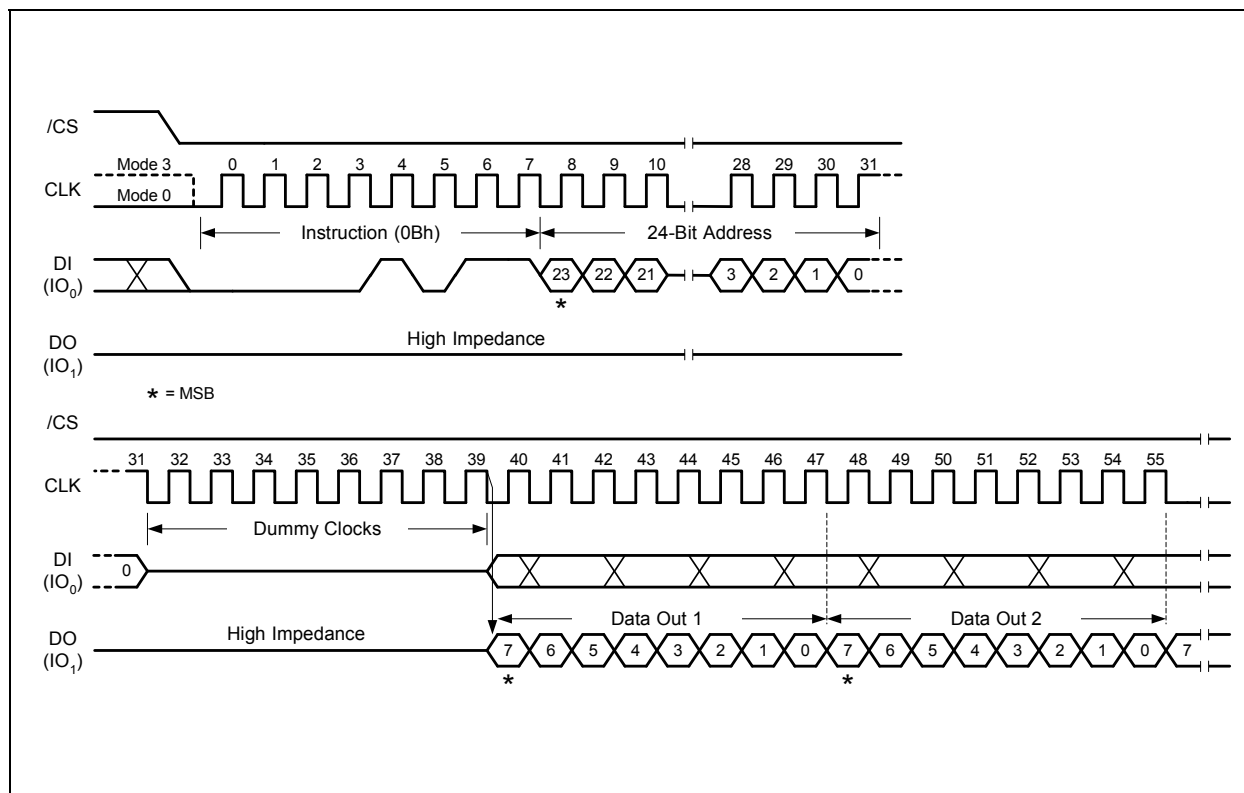 /CS
Mode 3 0 1 2 3 4 5 6 7 8 9 10 28 29 30 31
CLK
Mode 0
Instruction (0Bh) 24-Bit Address
DI
(IO0) 23 22 21 3 2 1 0
*
High Impedance
DO
(IO1)
* = MSB
/CS
31 32 33 34 35 36 37 38 39 40 41 42 43 44 45 46 47 48 49 50 51 52 53 54 55
CLK
Dummy Clocks
DI
(IO0) 0
Data Out 1 Data Out 2
High Impedance
DO
(IO1) 7 6 5 4 3 2 1 0 7 6 5 4 3 2 1 0 7
* *